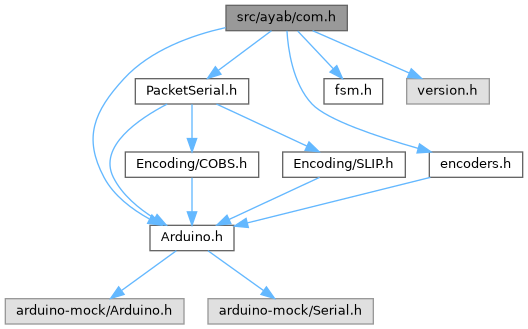 src/ayab/com.h
PacketSerial.h
fsm.h
version.h
Encoding/COBS.h
Encoding/SLIP.h
encoders.h
Arduino.h
arduino-mock/Arduino.h
arduino-mock/Serial.h